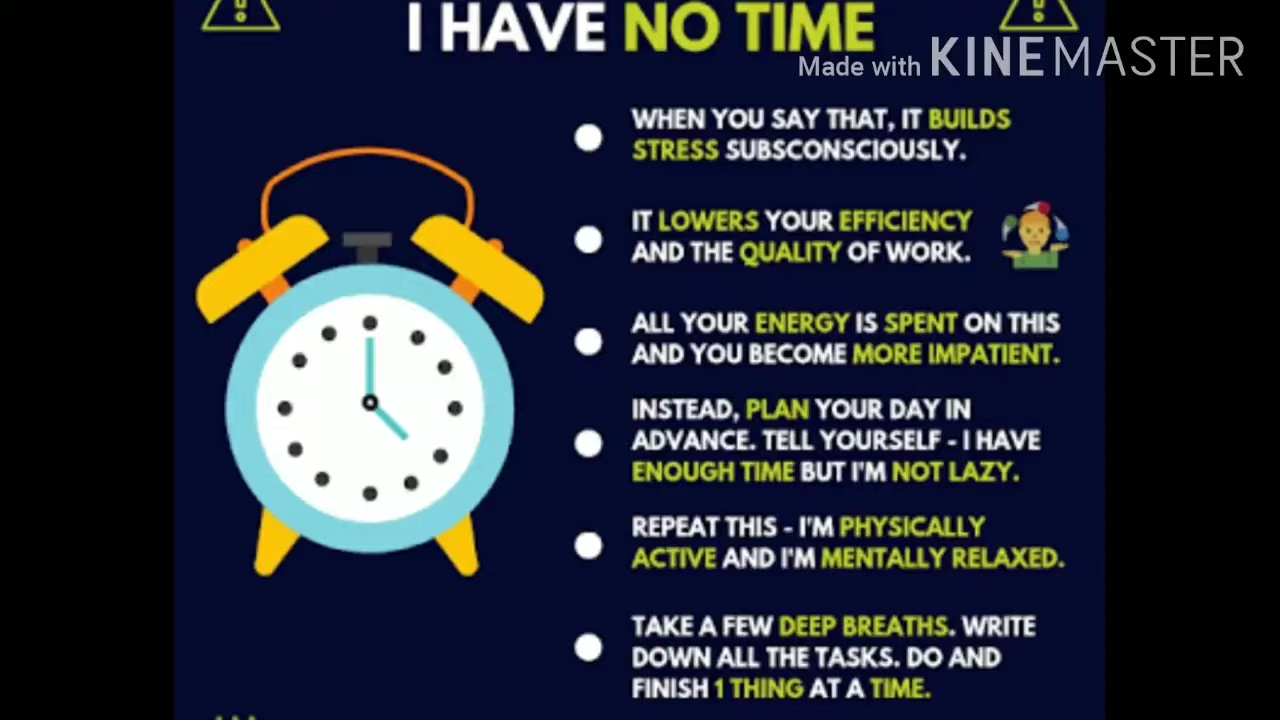 I HAVE NO TIME
Made with KINEMASTER
WHEN YOU SAY THAT, IT BUILDS
STRESS SUBSCONSCIOUSLY.
IT LOWERS YOUR EFFICIENCY
AND THE QUALITY OF WORK.
ALL YOUR ENERGY IS SPENT ON THIS
AND YOU BECOME MORE IMPATIENT.
INSTEAD, PLAN YOUR DAY IN
ADVANCE. TELL YOURSELF - I HAVE
ENOUGH TIME BUT I'M NOT LAZY.
REPEAT THIS - I'M PHYSICALLY
ACTIVE AND I'M MENTALLY RELAXED.
TAKE A FEW DEEP BREATHS. WRITE
DOWN ALL THE TASKS. DO AND
FINISH 1 THING AT A TIME.